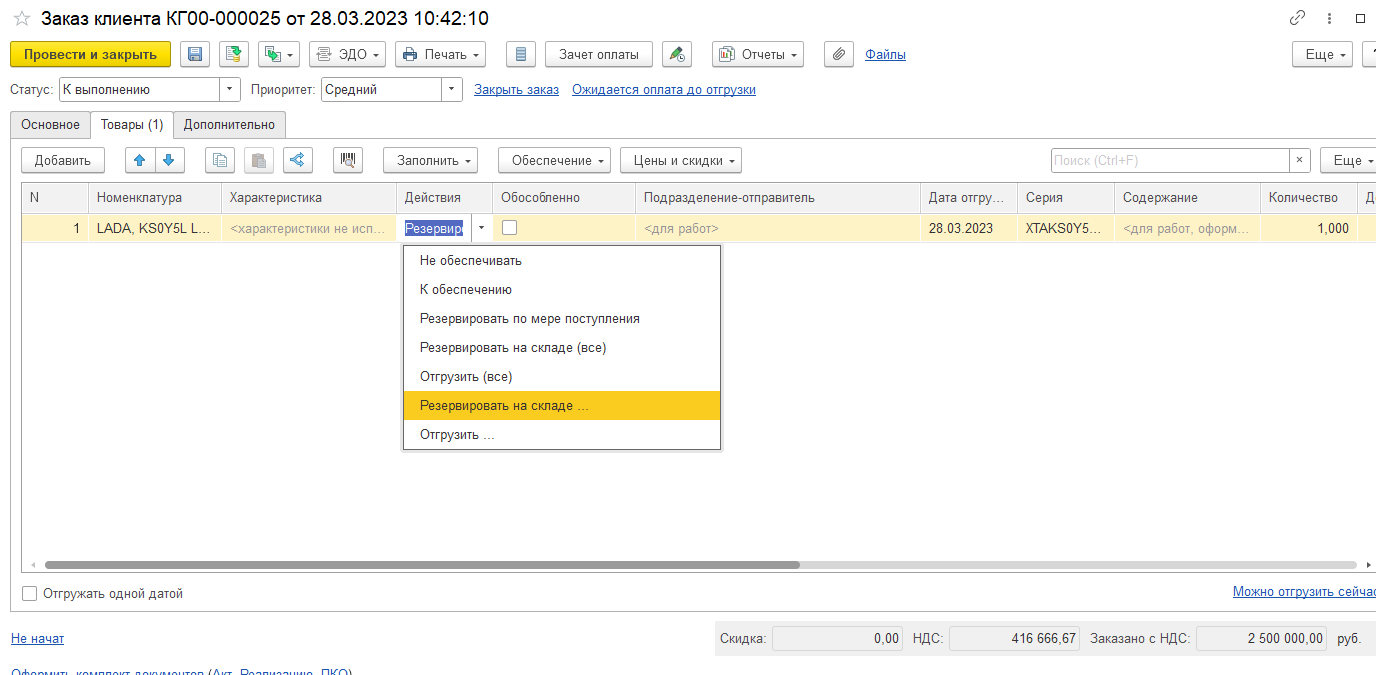 Заказ клиента КГ00-000025 от 28.03.2023 10:42:10
Провести и закрыть ЭДО Печать Зачет оплаты Отчеты Файлы Еще ?
Статус: К выполнению Приоритет: Средний Закрыть заказ Ожидается оплата до отгрузки
Основное Товары (1) Дополнительно
Добавить Заполнить Обеспечение Цены и скидки Поиск (Ctrl+F) × Еще
N Номенклатура Характеристика Действия Обособленно Подразделение-отправитель Дата отгру... Серия Содержание Количество
1 LADA, KS0Y5L L... <характеристики не исп... Резервир <для работ> 28.03.2023 XTAKS0Y5... <для работ, оформ... 1,000
Не обеспечивать
К обеспечению
Резервировать по мере поступления
Резервировать на складе (все)
Отгрузить (все)
Резервировать на складе ...
Отгрузить ...
Отгружать одной датой Можно отгрузить сейчас
Не начат Скидка: 0,00 НДС: 416 666,67 Заказано с НДС: 2 500 000,00 руб.
Оформить комплект документов (Акт, Реализацию, ПКО)